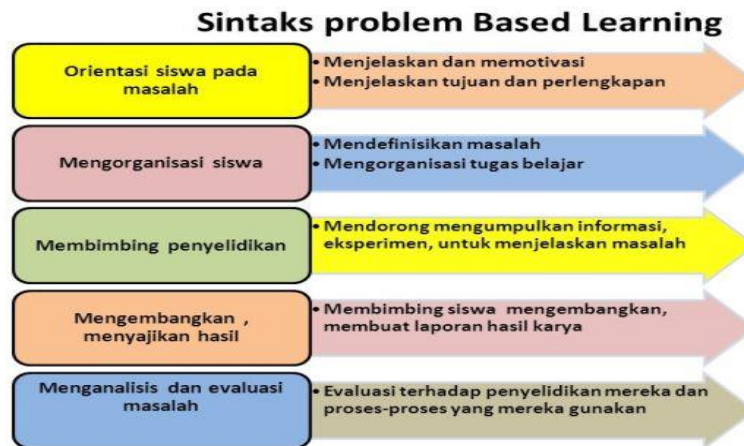 Sintaks problem Based Learning
Orientasi siswa pada
masalah
• Menjelaskan dan memotivasi
• Menjelaskan tujuan dan perlengkapan
Mengorganisasi siswa
• Mendefinisikan masalah
• Mengorganisasi tugas belajar
Membimbing penyelidikan
• Mendorong mengumpulkan informasi,
eksperimen, untuk menjelaskan masalah
Mengembangkan ,
menyajikan hasil
• Membimbing siswa mengembangkan,
membuat laporan hasil karya
Menganalisis dan evaluasi
masalah
• Evaluasi terhadap penyelidikan mereka dan
proses-proses yang mereka gunakan